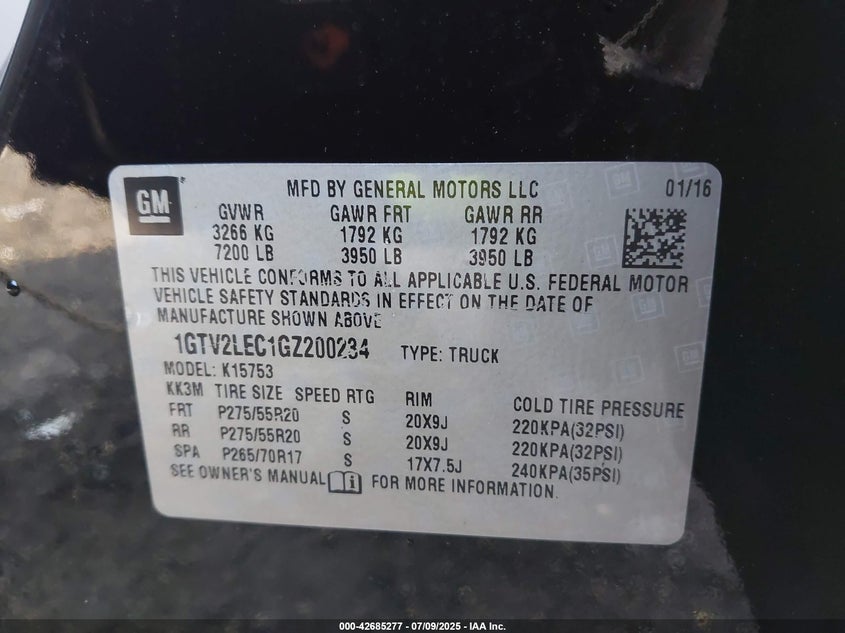 GM
MFD BY GENERAL MOTORS LLC 01/16
GVWR GAWR FRT GAWR RR
3266 KG 1792 KG 1792 KG
7200 LB 3950 LB 3950 LB
THIS VEHICLE CONFORMS TO ALL APPLICABLE U.S. FEDERAL MOTOR
VEHICLE SAFETY STANDARDS IN EFFECT ON THE DATE OF
MANUFACTURE SHOWN ABOVE
1GTV2LEC1GZ200234 TYPE: TRUCK
MODEL: K15753
KK3M TIRE SIZE SPEED RTG RIM COLD TIRE PRESSURE
FRT P275/55R20 S 20X9J 220KPA(32PSI)
RR P275/55R20 S 20X9J 220KPA(32PSI)
SPA P265/70R17 S 17X7.5J 240KPA(35PSI)
SEE OWNER'S MANUAL FOR MORE INFORMATION.
000-42685277 - 07/09/2025 - IAA Inc.